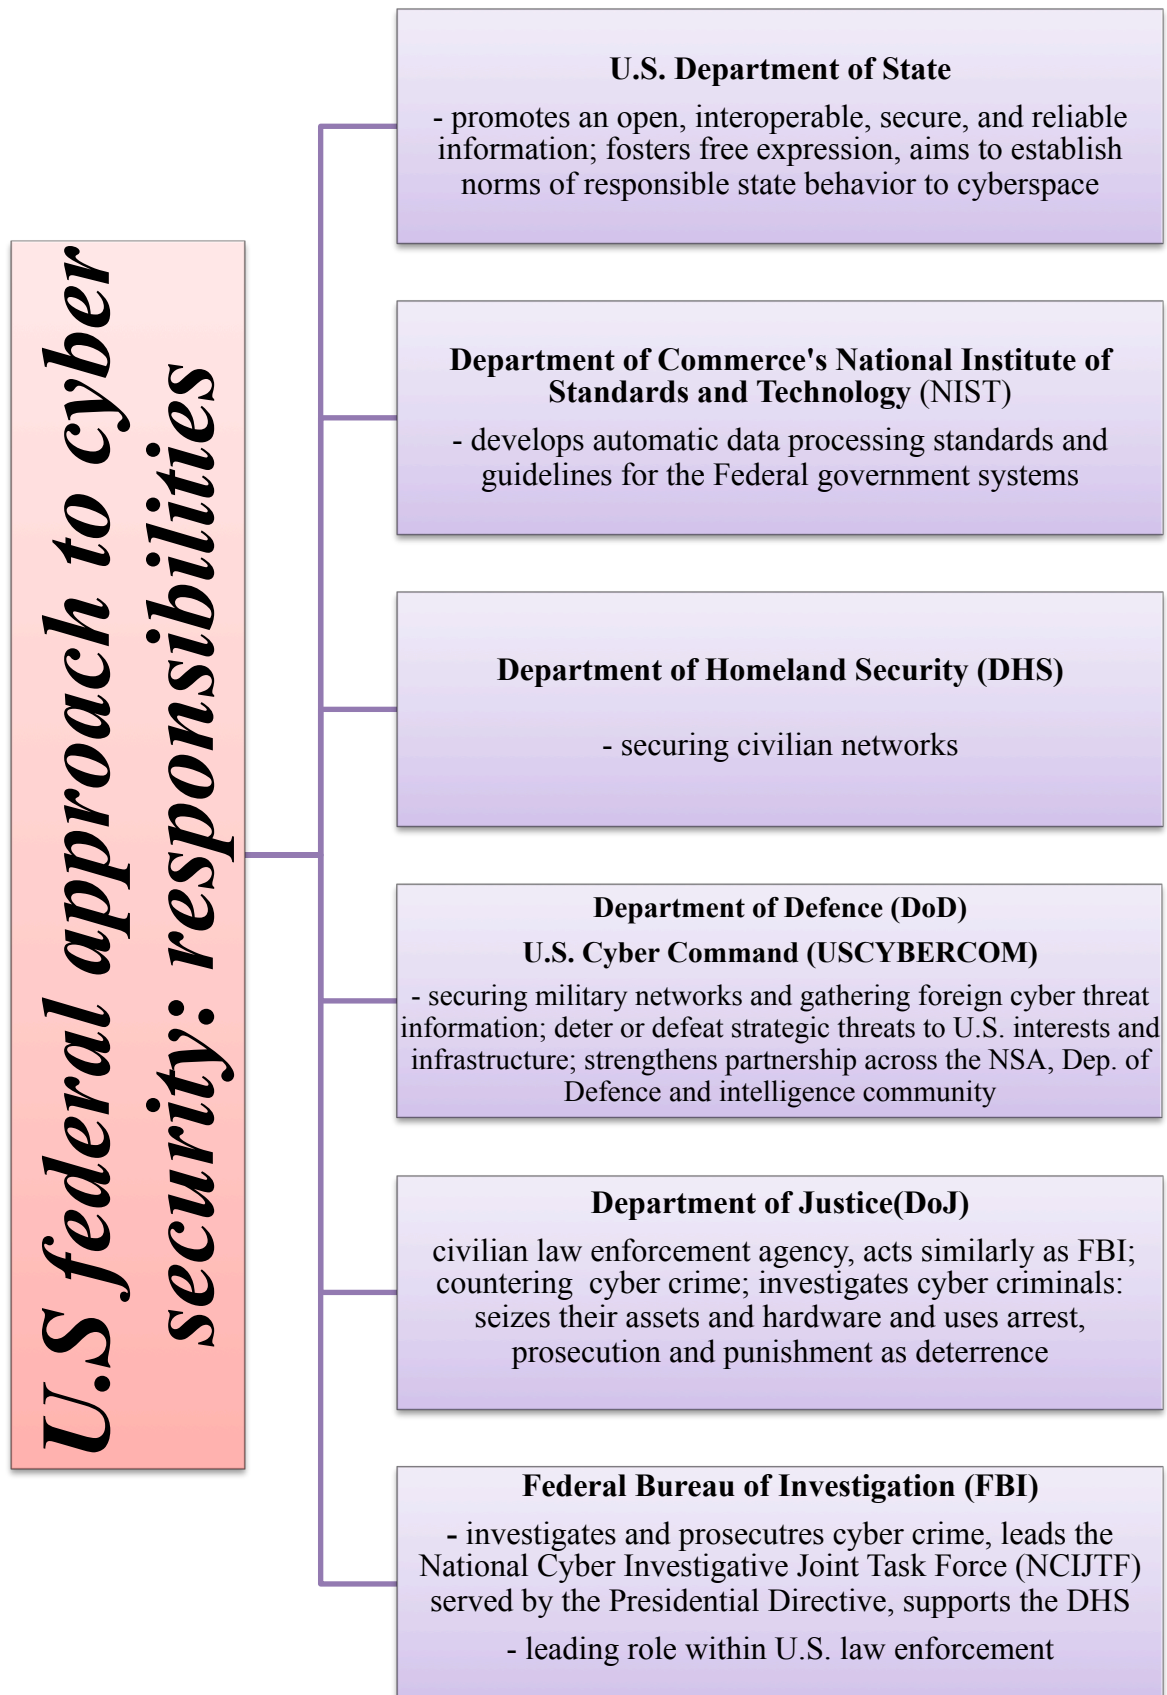 U.S federal approach to cyber
security: responsibilities
U.S. Department of State
- promotes an open, interoperable, secure, and reliable
information; fosters free expression, aims to establish
norms of responsible state behavior to cyberspace
Department of Commerce's National Institute of
Standards and Technology (NIST)
- develops automatic data processing standards and
guidelines for the Federal government systems
Department of Homeland Security (DHS)
- securing civilian networks
Department of Defence (DoD)
U.S. Cyber Command (USCYBERCOM)
- securing military networks and gathering foreign cyber threat
information; deter or defeat strategic threats to U.S. interests and
infrastructure; strengthens partnership across the NSA, Dep. of
Defence and intelligence community
Department of Justice(DoJ)
civilian law enforcement agency, acts similarly as FBI;
countering  cyber crime; investigates cyber criminals:
seizes their assets and hardware and uses arrest,
prosecution and punishment as deterrence
Federal Bureau of Investigation (FBI)
- investigates and prosecutres cyber crime, leads the
National Cyber Investigative Joint Task Force (NCIJTF)
served by the Presidential Directive, supports the DHS
- leading role within U.S. law enforcement